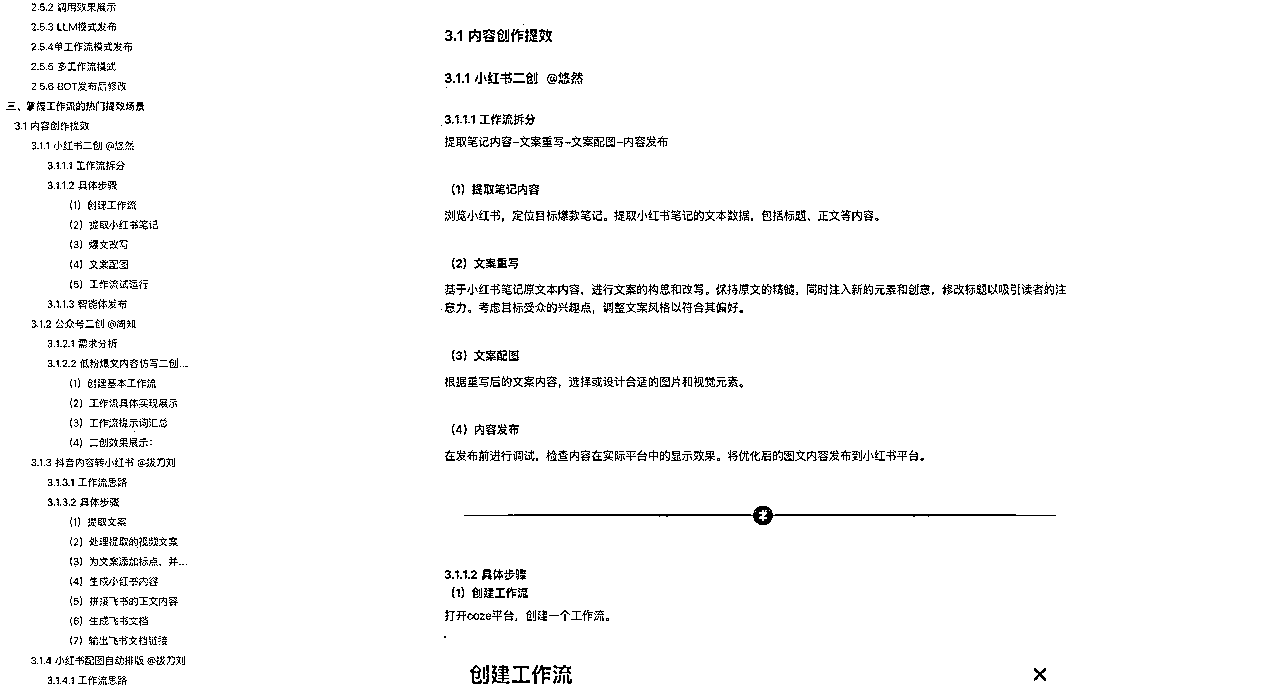 2.5.2 调用效果展示
2.5.3 LLM模式发布
2.5.4单工作流模式发布
2.5.5 多工作流模式
2.5.6 BOT发布后修改
三、掌握工作流的热门提效场景
3.1 内容创作提效
3.1.1 小红书二创 @悠然
3.1.1.1 工作流拆分
3.1.1.2 具体步骤
（1）创建工作流
（2）提取小红书笔记
（3）爆文改写
（4）文案配图
（5）工作流试运行
3.1.1.3 智能体发布
3.1.2 公众号二创 @周知
3.1.2.1 需求分析
3.1.2.2 低粉爆文内容仿写二创...
（1）创建基本工作流
（2）工作流具体实现展示
（3）工作流提示词汇总
（4）二创效果展示：
3.1.3 抖音内容转小红书 @拔刀刘
3.1.3.1 工作流思路
3.1.3.2 具体步骤
（1）提取文案
（2）处理提取的视频文案
（3）为文案添加标点、并...
（4）生成小红书内容
（5）拼接飞书的正文内容
（6）生成飞书文档
（7）输出飞书文档链接
3.1.4 小红书配图自动排版 @拔刀刘
3.1.4.1 工作流思路
3.1 内容创作提效
3.1.1 小红书二创 @悠然
3.1.1.1 工作流拆分
提取笔记内容–文案重写–文案配图–内容发布
（1）提取笔记内容
浏览小红书，定位目标爆款笔记。提取小红书笔记的文本数据，包括标题、正文等内容。
（2）文案重写
基于小红书笔记原文本内容，进行文案的构思和改写。保持原文的精髓，同时注入新的元素和创意，修改标题以吸引读者的注
意力。考虑目标受众的兴趣点，调整文案风格以符合其偏好。
（3）文案配图
根据重写后的文案内容，选择或设计合适的图片和视觉元素。
（4）内容发布
在发布前进行调试，检查内容在实际平台中的显示效果。将优化后的图文内容发布到小红书平台。
3.1.1.2 具体步骤
（1）创建工作流
打开coze平台，创建一个工作流。
创建工作流